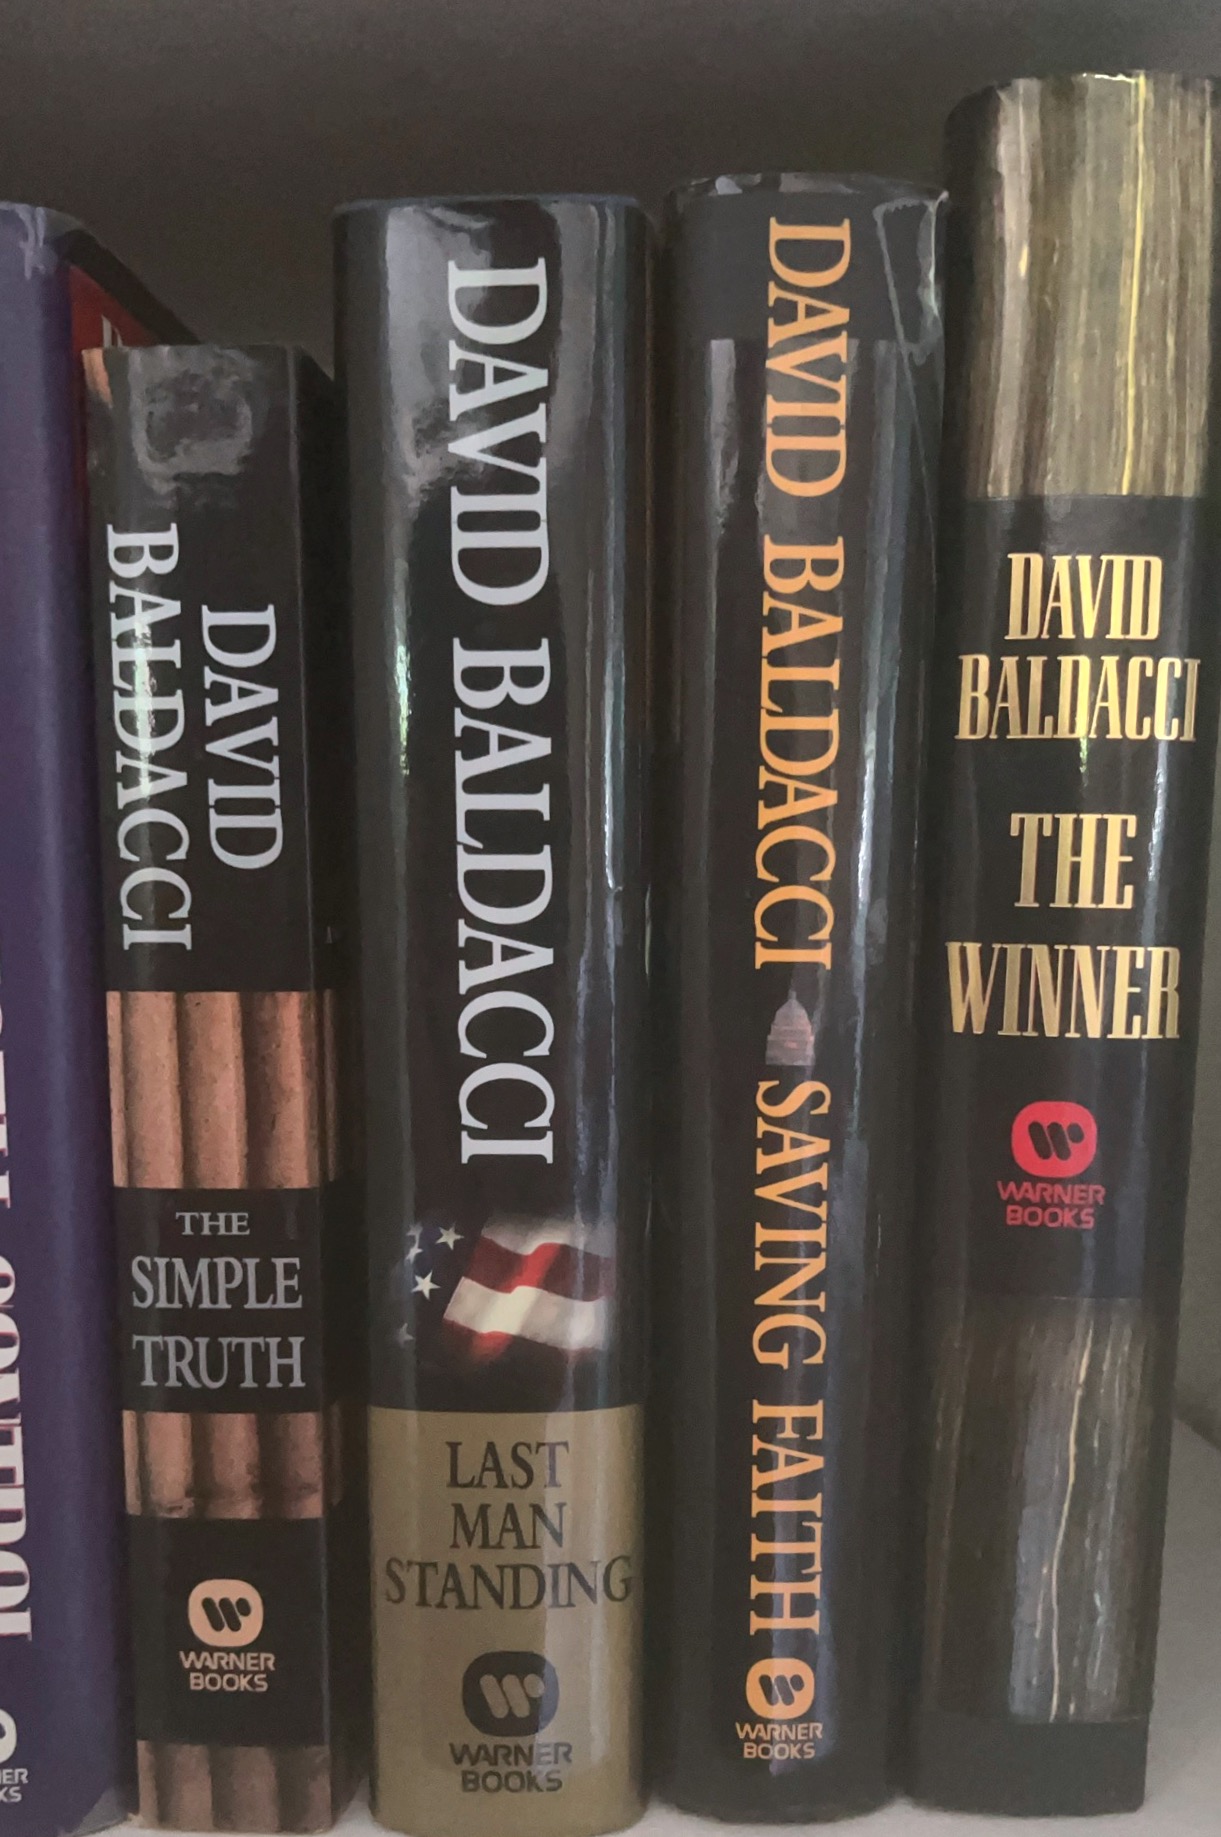 CONTROL
DAVID
BALDACCI
THE
SIMPLE
TRUTH
WARNER
BOOKS
DAVID BALDACCI
LAST
MAN
STANDING
WARNER
BOOKS
DAVID BALDACCI SAVING FAITH
WARNER
BOOKS
DAVID
BALDACCI
THE
WINNER
WARNER
BOOKS